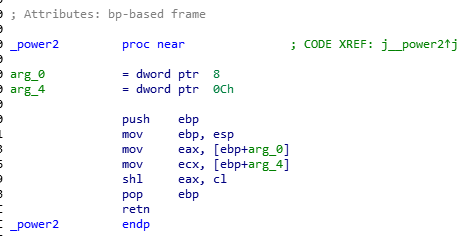 ; Attributes: bp-based frame
_power2 proc near ; CODE XREF: j__power2↑j
arg_0 = dword ptr 8
arg_4 = dword ptr 0Ch
push ebp
mov ebp, esp
mov eax, [ebp+arg_0]
mov ecx, [ebp+arg_4]
shl eax, cl
pop ebp
retn
_power2 endp